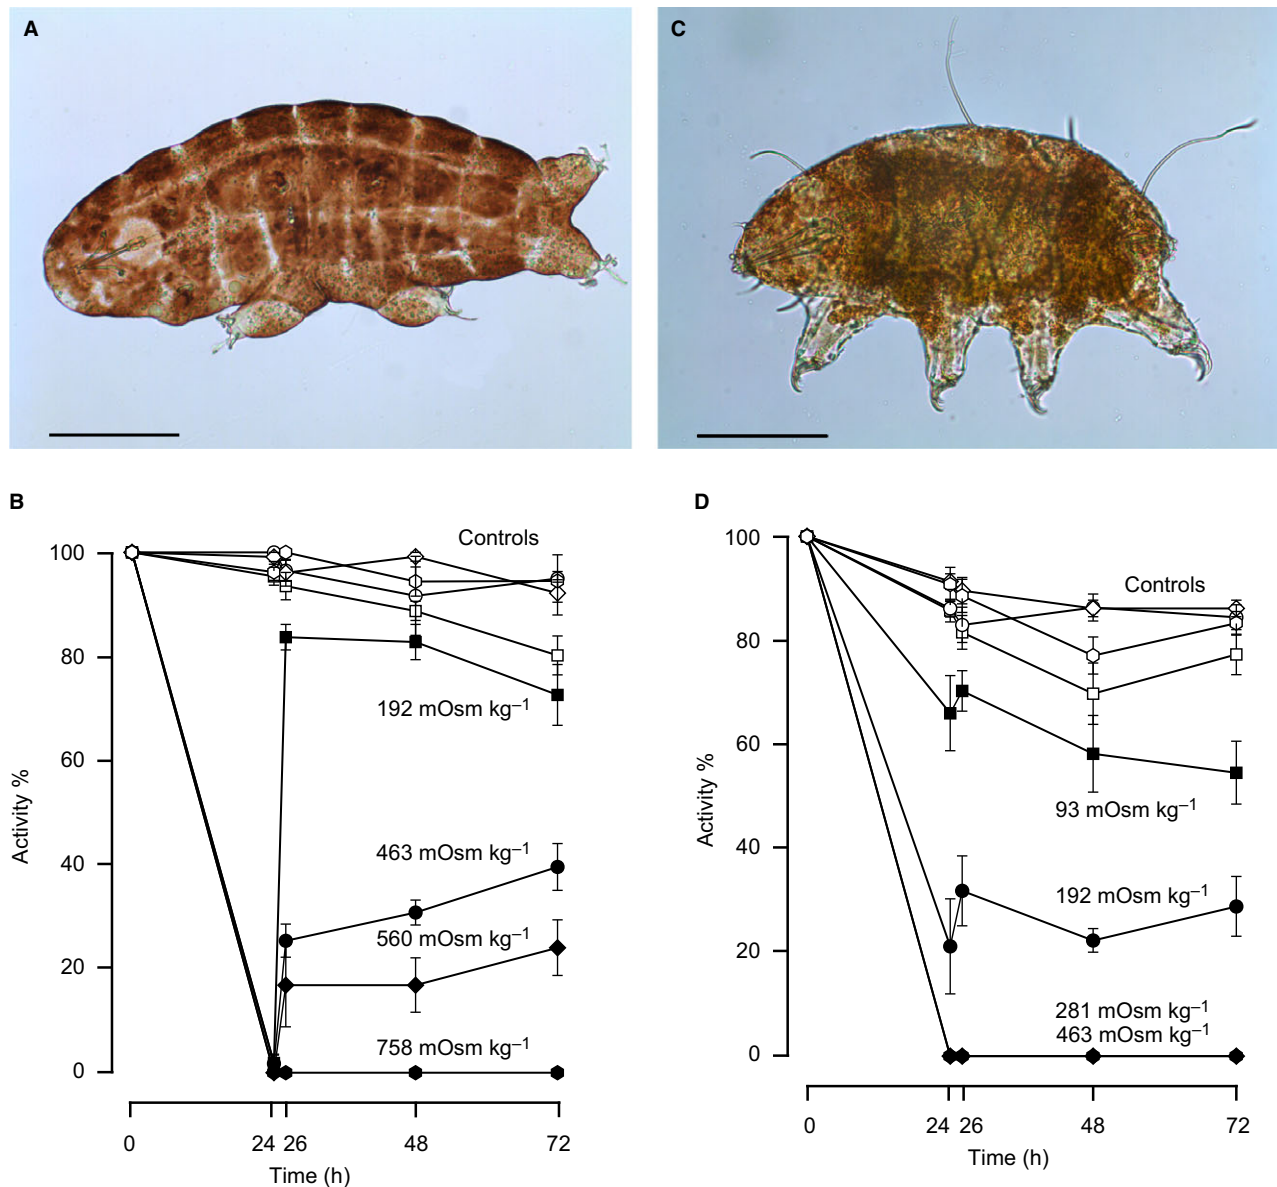 A
C
B
Controls
100
80
60
40
20
0
Activity %
192 mOsm kg⁻¹
463 mOsm kg⁻¹
560 mOsm kg⁻¹
758 mOsm kg⁻¹
0 24 26 48 72
Time (h)
D
Controls
100
80
60
40
20
0
Activity %
93 mOsm kg⁻¹
192 mOsm kg⁻¹
281 mOsm kg⁻¹
463 mOsm kg⁻¹
0 24 26 48 72
Time (h)